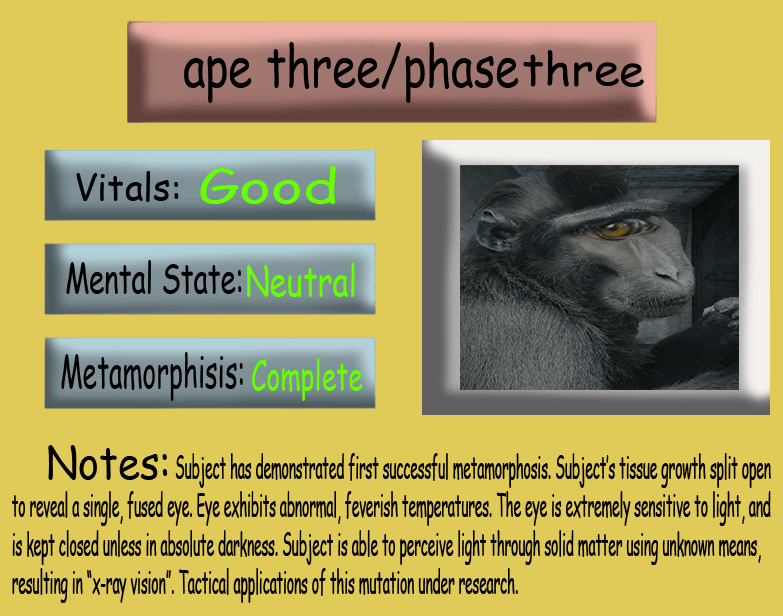 ape three/phasethree
Vitals: Good
Mental State: Neutral
Metamorphisis: Complete
Notes: Subject has demonstrated first successful metamorphosis. Subject's tissue growth split open
to reveal a single, fused eye. Eye exhibits abnormal, feverish temperatures. The eye is extremely sensitive to light, and
is kept closed unless in absolute darkness. Subject is able to perceive light through solid matter using unknown means,
resulting in "x-ray vision". Tactical applications of this mutation under research.